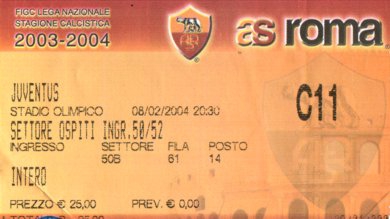 FIGC LEGA NAZIONALE
STAGIONE CALCISTICA
2003-2004
as roma
JUVENTUS
STADIO OLIMPICO 08/02/2004 20:30
C11
SETTORE OSPITI INGR.50/52
INGRESSO SETTORE FILA POSTO
50B 61 14
INTERO
PREZZO € 25,00 PREV. € 0,00